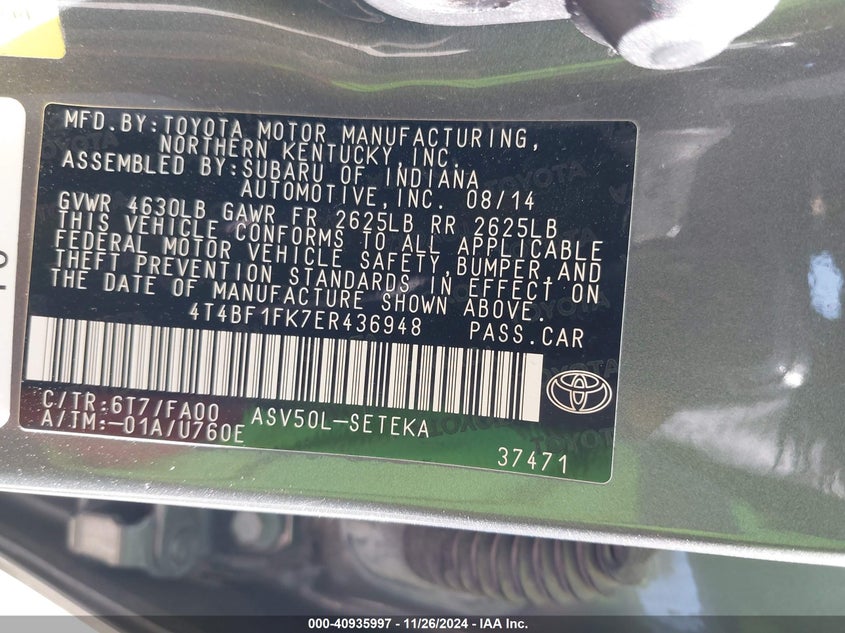 MFD.BY:TOYOTA MOTOR MANUFACTURING,
NORTHERN KENTUCKY,INC.
ASSEMBLED BY:SUBARU OF INDIANA
AUTOMOTIVE,INC. 08/14
GVWR 4630LB GAWR FR 2625LB RR 2625LB
THIS VEHICLE CONFORMS TO ALL APPLICABLE
FEDERAL MOTOR VEHICLE SAFETY,BUMPER,AND
THEFT PREVENTION STANDARDS IN EFFECT ON
THE DATE OF MANUFACTURE SHOWN ABOVE.
4T4BF1FK7ER436948 PASS.CAR
C/TR:6T7/FA00 ASV50L-SETEKA
A/TM:-01A/U760E
37471
000-40935997 - 11/26/2024 - IAA Inc.